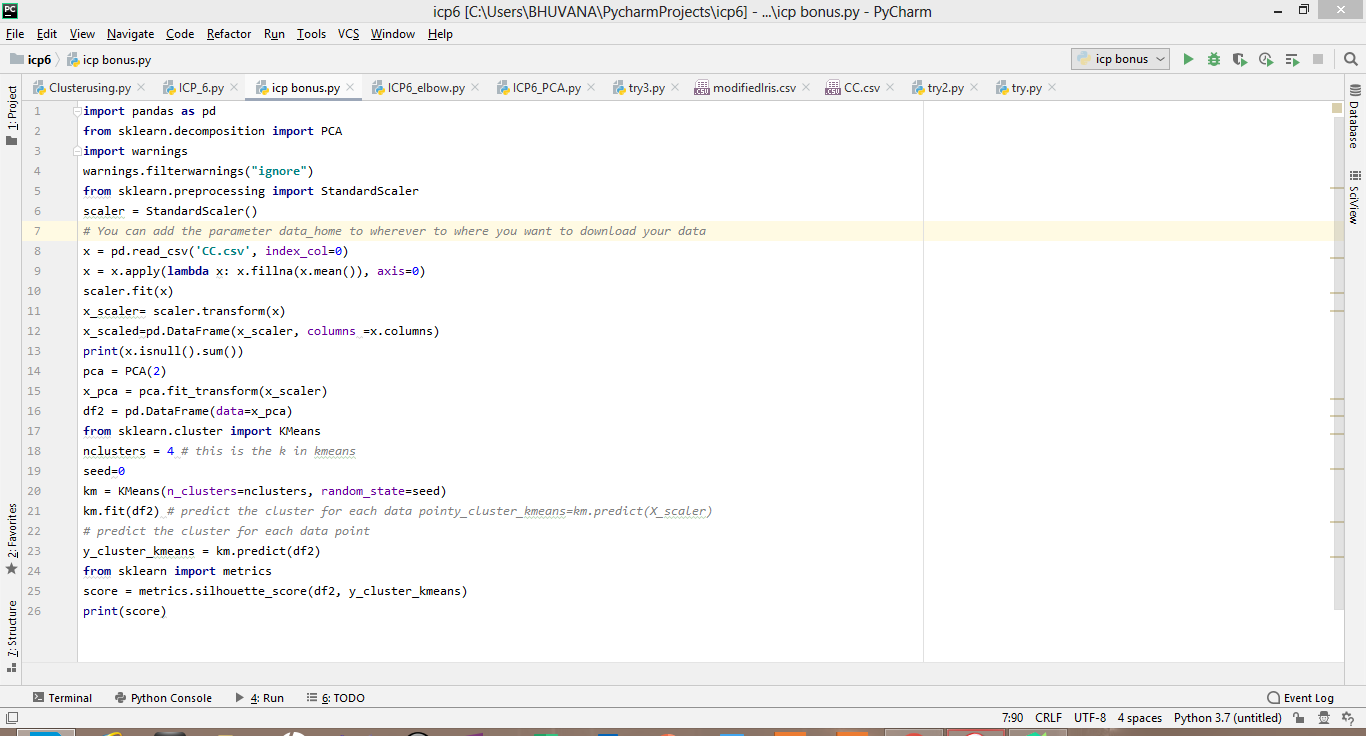 PC icp6 [C:\Users\BHUVANA\PycharmProjects\icp6] - ...\icp bonus.py - PyCharm
File Edit View Navigate Code Refactor Run Tools VCS Window Help
icp6 icp bonus.py icp bonus
Clusterusing.py ICP_6.py icp bonus.py ICP6_elbow.py ICP6_PCA.py try3.py modifiedIris.csv CC.csv try2.py try.py
1: Project
2: Favorites
7: Structure
Database
SciView
1 import pandas as pd
2 from sklearn.decomposition import PCA
3 import warnings
4 warnings.filterwarnings("ignore")
5 from sklearn.preprocessing import StandardScaler
6 scaler = StandardScaler()
7 # You can add the parameter data_home to wherever to where you want to download your data
8 x = pd.read_csv('CC.csv', index_col=0)
9 x = x.apply(lambda x: x.fillna(x.mean()), axis=0)
10 scaler.fit(x)
11 x_scaler= scaler.transform(x)
12 x_scaled=pd.DataFrame(x_scaler, columns =x.columns)
13 print(x.isnull().sum())
14 pca = PCA(2)
15 x_pca = pca.fit_transform(x_scaler)
16 df2 = pd.DataFrame(data=x_pca)
17 from sklearn.cluster import KMeans
18 nclusters = 4 # this is the k in kmeans
19 seed=0
20 km = KMeans(n_clusters=nclusters, random_state=seed)
21 km.fit(df2) # predict the cluster for each data pointy_cluster_kmeans=km.predict(X_scaler)
22 # predict the cluster for each data point
23 y_cluster_kmeans = km.predict(df2)
24 from sklearn import metrics
25 score = metrics.silhouette_score(df2, y_cluster_kmeans)
26 print(score)
Terminal Python Console 4: Run 6: TODO Event Log
7:90 CRLF UTF-8 4 spaces Python 3.7 (untitled)